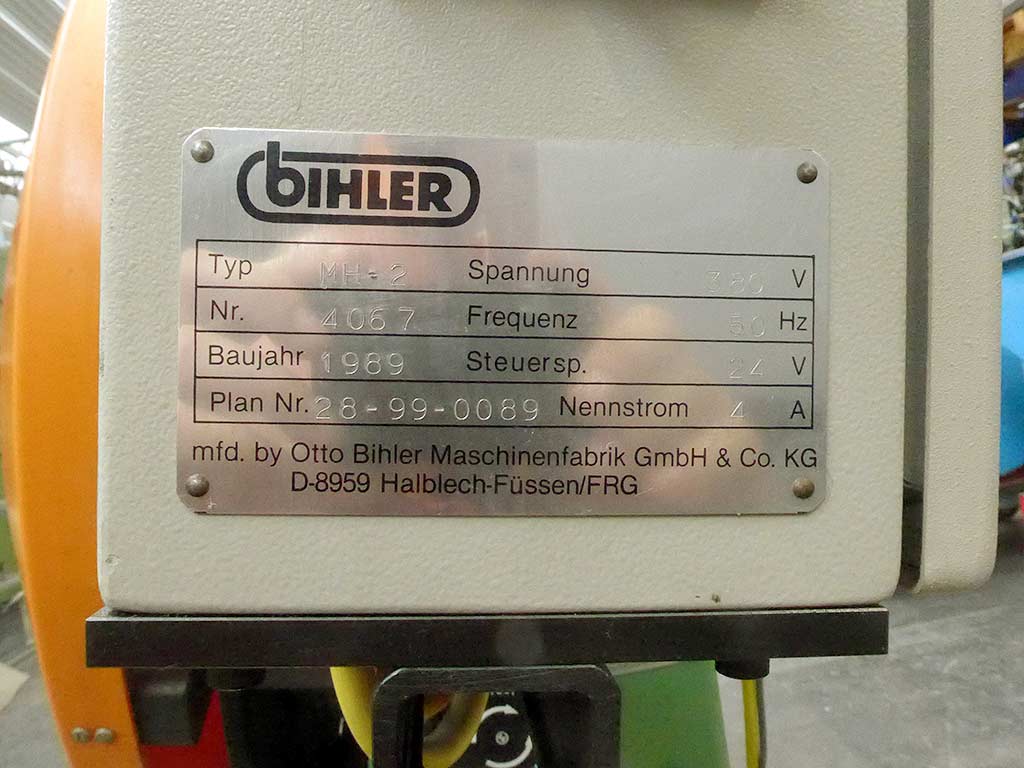 bIHLER
Typ MH-2 Spannung 380 V
Nr. 4067 Frequenz 50 Hz
Baujahr 1989 Steuersp. 24 V
Plan Nr. 28-99-0089 Nennstrom 4 A
mfd. by Otto Bihler Maschinenfabrik GmbH & Co. KG
D-8959 Halblech-Füssen/FRG